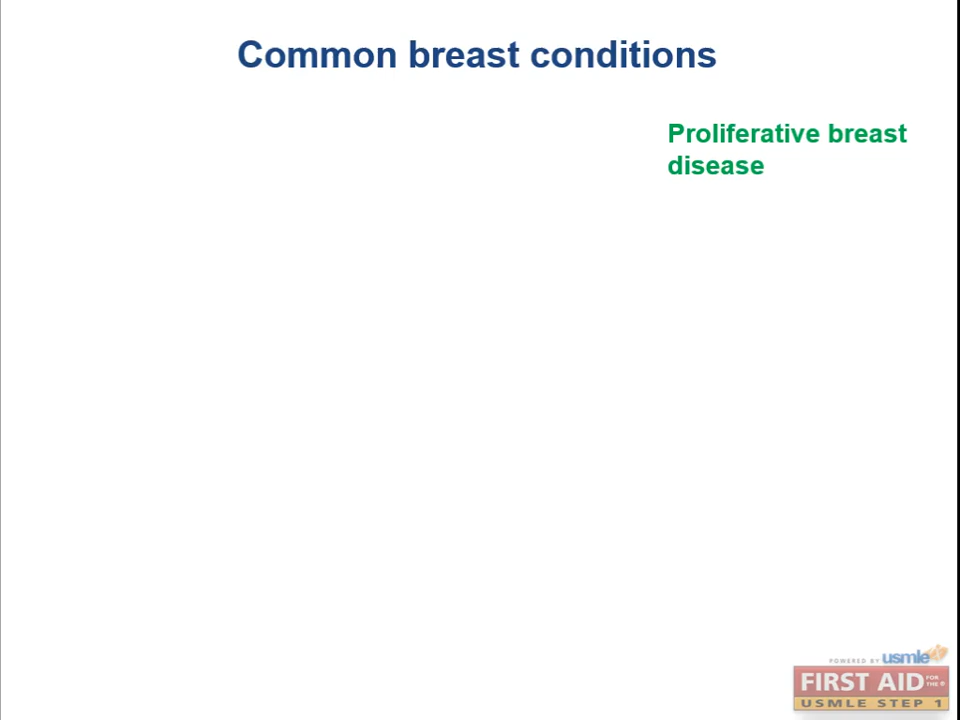 Common breast conditions
Proliferative breast
disease
POWERED BY usmle
FIRST AID FOR THE ®
USMLE STEP 1